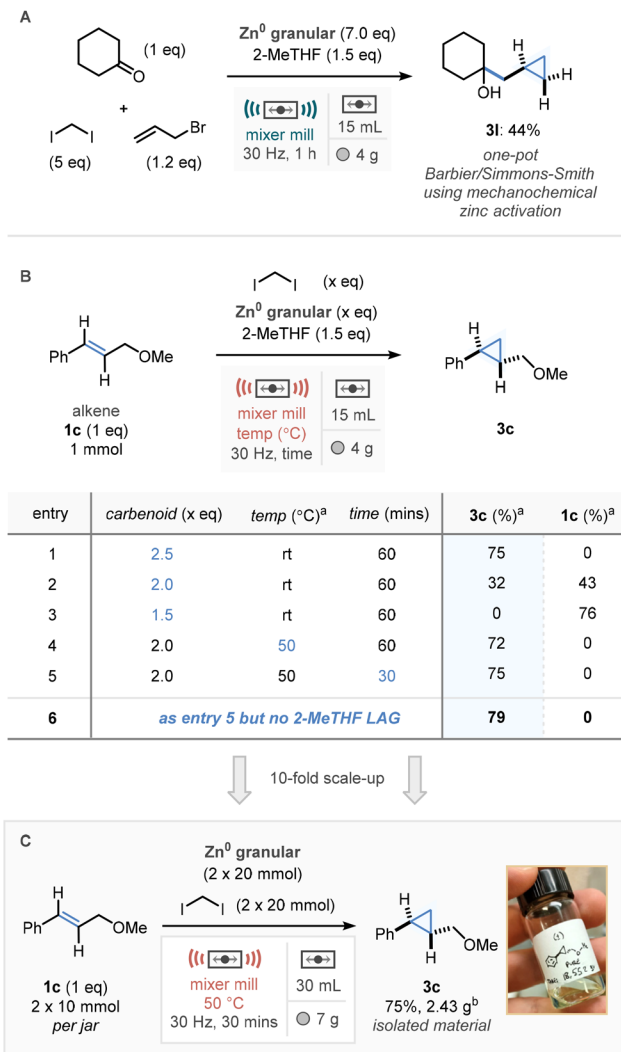 A
(1 eq)
O
+
I I
Br
(5 eq)
(1.2 eq)
Zn⁰ granular (7.0 eq)
2-MeTHF (1.5 eq)
mixer mill
30 Hz, 1 h
15 mL
4 g
H
H
H
OH
3l: 44%
one-pot
Barbier/Simmons-Smith
using mechanochemical
zinc activation
B
H
Ph
OMe
H
alkene
1c (1 eq)
1 mmol
I I (x eq)
Zn⁰ granular (x eq)
2-MeTHF (1.5 eq)
mixer mill
temp (°C)
30 Hz, time
15 mL
4 g
H
Ph
H
OMe
3c
entry carbenoid (x eq) temp (°C)ᵃ time (mins) 3c (%)ᵃ 1c (%)ᵃ
1 2.5 rt 60 75 0
2 2.0 rt 60 32 43
3 1.5 rt 60 0 76
4 2.0 50 60 72 0
5 2.0 50 30 75 0
6 as entry 5 but no 2-MeTHF LAG 79 0
10-fold scale-up
C
H
Ph
OMe
H
1c (1 eq)
2 x 10 mmol
per jar
Zn⁰ granular
(2 x 20 mmol)
I I (2 x 20 mmol)
mixer mill
50 °C
30 Hz, 30 mins
30 mL
7 g
H
Ph
H
OMe
3c
75%, 2.43 gᵇ
isolated material
pure